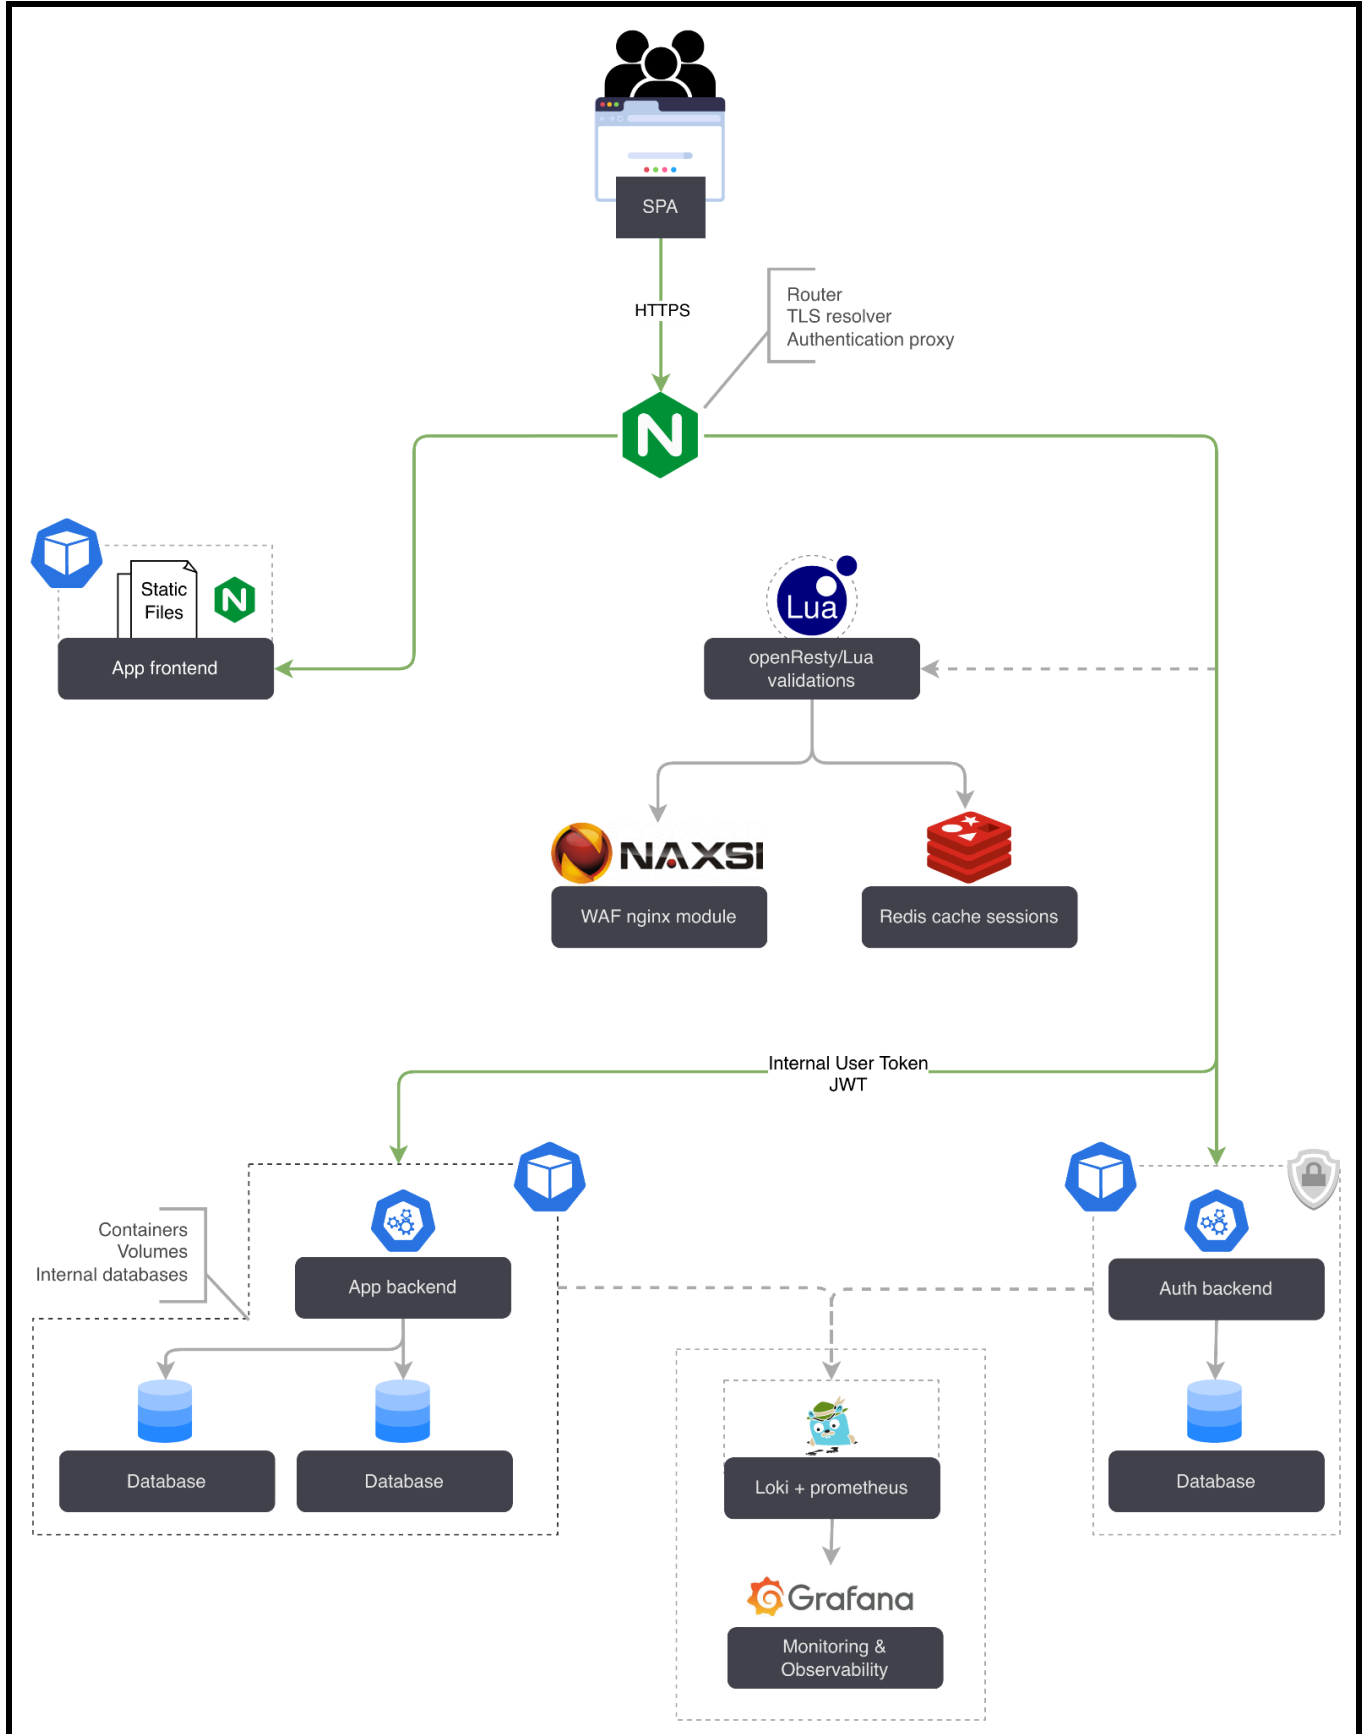 SPA
HTTPS
Router
TLS resolver
Authentication proxy
N
Static
Files
N
App frontend
Lua
openResty/Lua
validations
NAXSI
WAF nginx module
Redis cache sessions
Internal User Token
JWT
Containers
Volumes
Internal databases
App backend
Auth backend
Database
Database
Loki + prometheus
Database
Grafana
Monitoring &
Observability